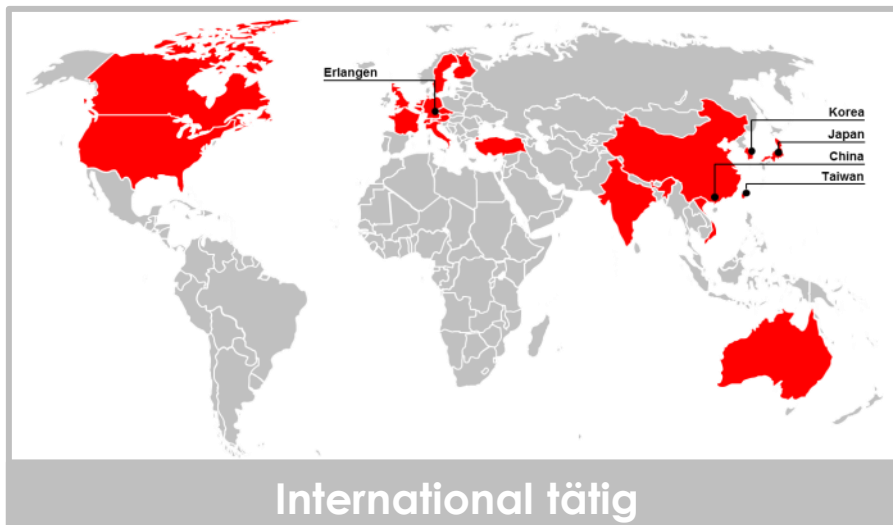 Erlangen
Korea
Japan
China
Taiwan
International tätig